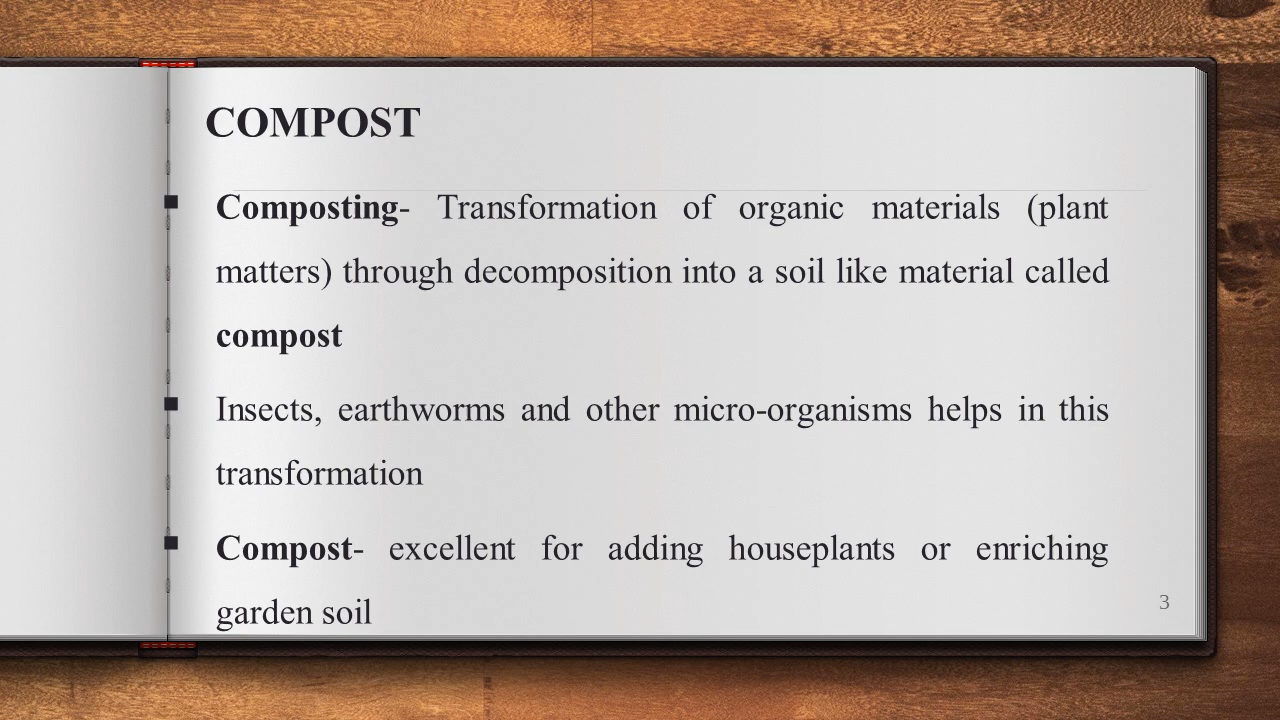 COMPOST
▪ Composting- Transformation of organic materials (plant
matters) through decomposition into a soil like material called
compost
▪ Insects, earthworms and other micro-organisms helps in this
transformation
▪ Compost- excellent for adding houseplants or enriching
garden soil
3